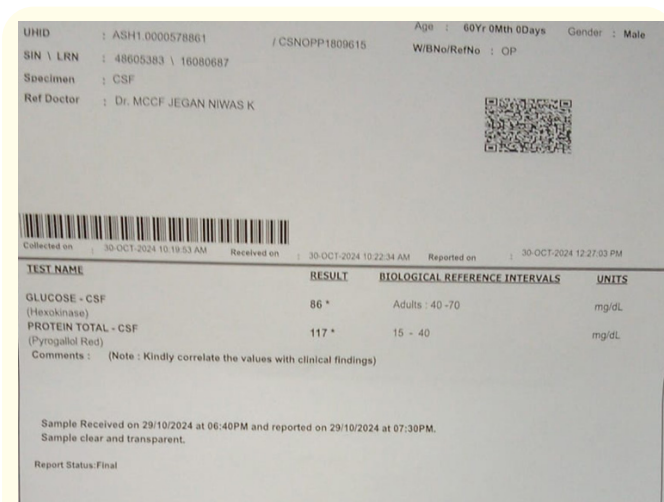 Age : 60Yr 0Mth 0Days Gender : Male
UHID : ASH1.0000578861 / CSNOPP1809615
W/BNo/RefNo : OP
SIN \ LRN : 48605383 \ 16080687
Specimen : CSF
Ref Doctor : Dr. MCCF JEGAN NIWAS K
Collected on : 30-OCT-2024 10:19:53 AM Received on : 30-OCT-2024 10:22:34 AM Reported on : 30-OCT-2024 12:27:03 PM
TEST NAME RESULT BIOLOGICAL REFERENCE INTERVALS UNITS
GLUCOSE - CSF 86 * Adults : 40 -70 mg/dL
(Hexokinase)
PROTEIN TOTAL - CSF 117 * 15 - 40 mg/dL
(Pyrogallol Red)
Comments : (Note : Kindly correlate the values with clinical findings)
Sample Received on 29/10/2024 at 06:40PM and reported on 29/10/2024 at 07:30PM.
Sample clear and transparent.
Report Status:Final